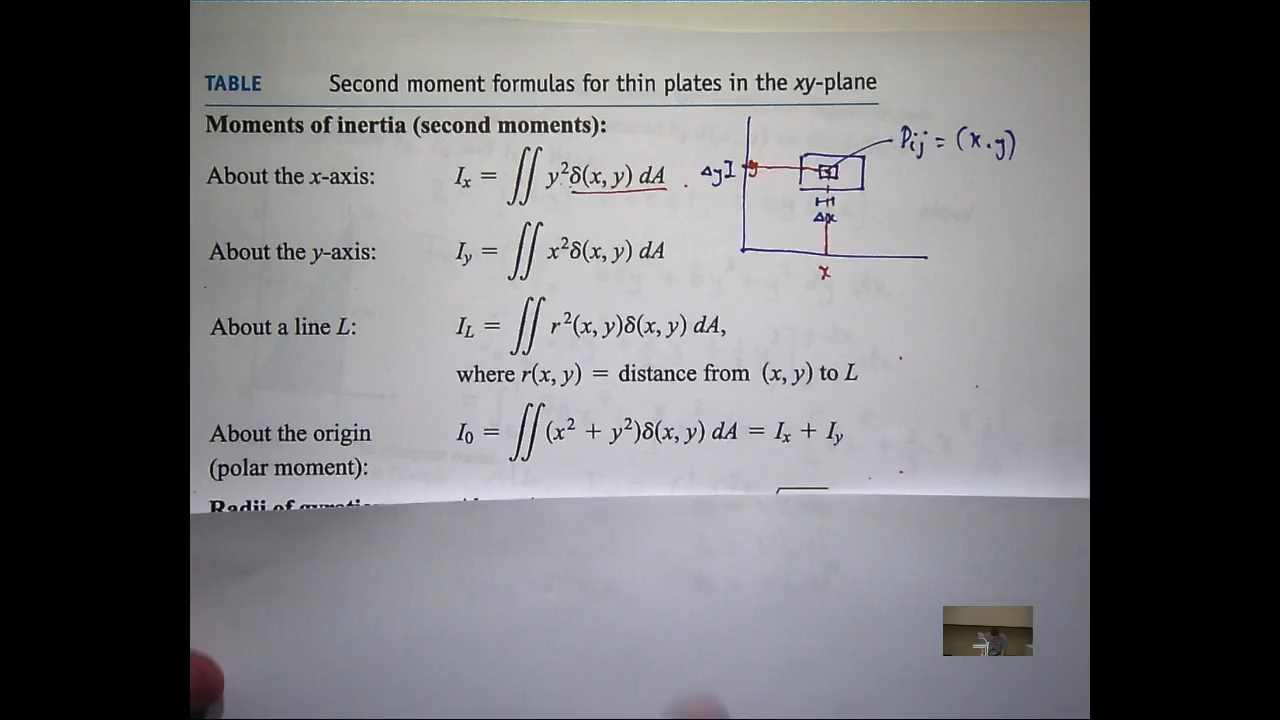 TABLE Second moment formulas for thin plates in the xy-plane
Moments of inertia (second moments):
About the x-axis: Iₓ = ∬ y²δ(x, y) dA
About the y-axis: I_y = ∬ x²δ(x, y) dA
About a line L: I_L = ∬ r²(x, y)δ(x, y) dA,
where r(x, y) = distance from (x, y) to L
About the origin I₀ = ∬ (x² + y²)δ(x, y) dA = Iₓ + I_y
(polar moment):
Radii of
Pij = (x.y)
Δy
y
Δx
x